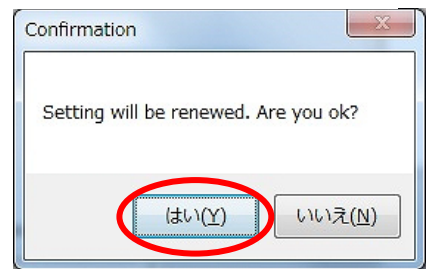 Confirmation
Setting will be renewed. Are you ok?
はい(Y) いいえ(N)